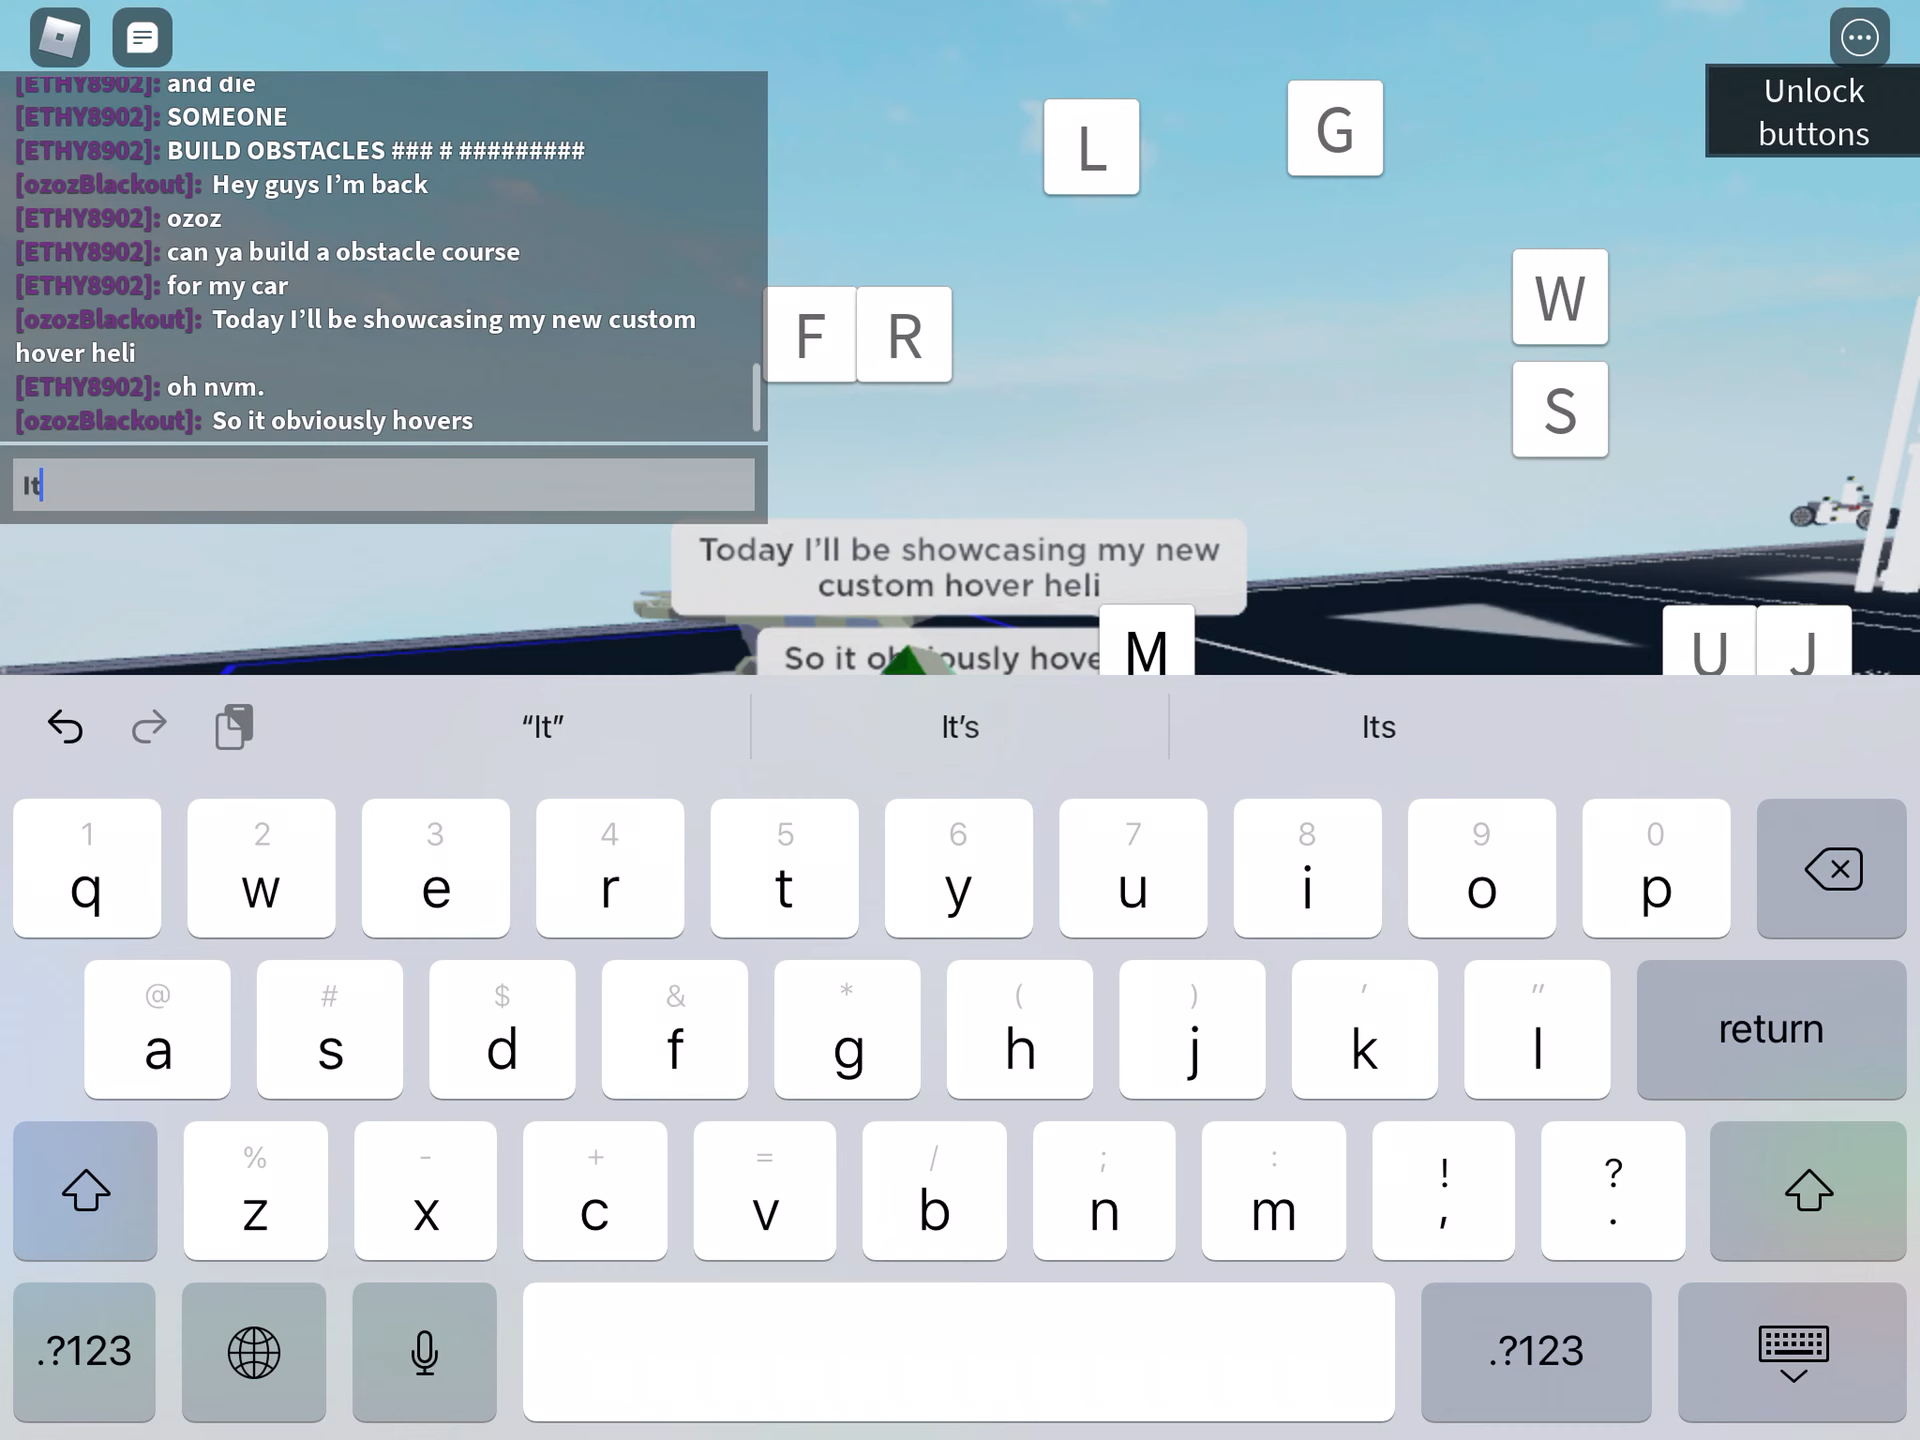 [ETHY8902]: and die
[ETHY8902]: SOMEONE
[ETHY8902]: BUILD OBSTACLES ### # #########
[ozozBlackout]: Hey guys I’m back
[ETHY8902]: ozoz
[ETHY8902]: can ya build a obstacle course
[ETHY8902]: for my car
[ozozBlackout]: Today I’ll be showcasing my new custom
hover heli
[ETHY8902]: oh nvm.
[ozozBlackout]: So it obviously hovers
It
Unlock
buttons
L
G
F R
W
S
Today I’ll be showcasing my new
custom hover heli
So it
M
U J
“It” It’s Its
1 2 3 4 5 6 7 8 9 0
q w e r t y u i o p
@ # $ & * ( ) ' "
a s d f g h j k l return
% - + = / ; : ! ?
z x c v b n m , .
.?123 .?123